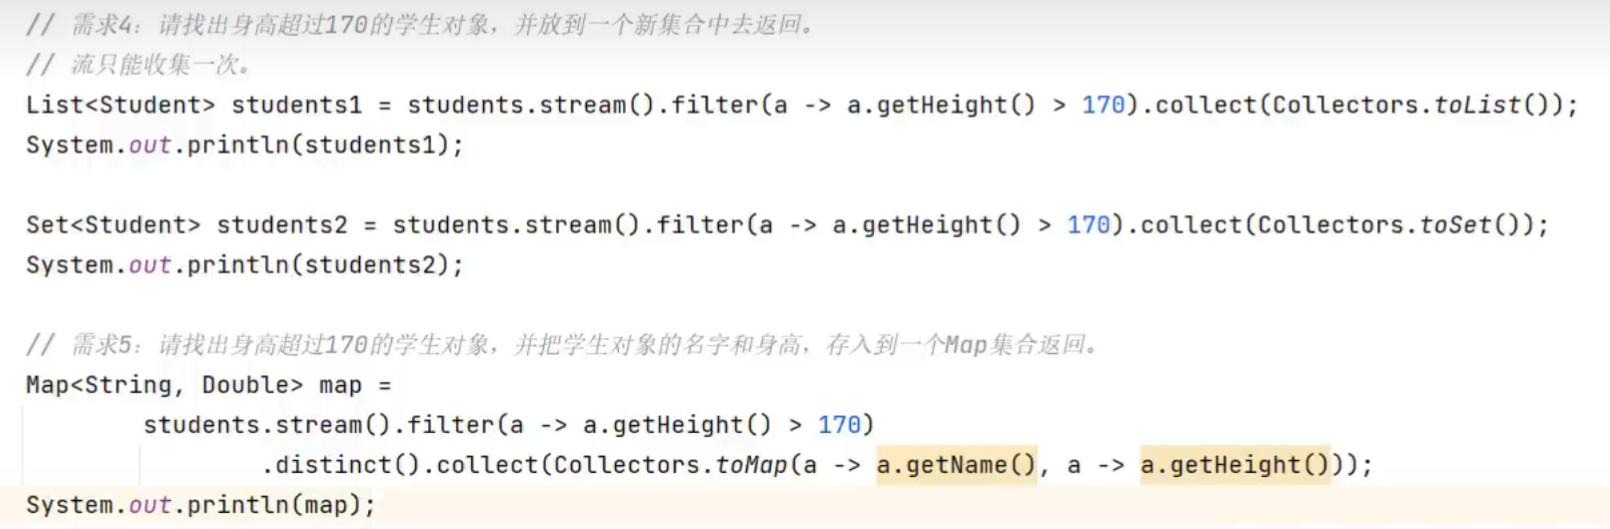 // 需求4：请找出身高超过170的学生对象，并放到一个新集合中去返回。
// 流只能收集一次。
List<Student> students1 = students.stream().filter(a -> a.getHeight() > 170).collect(Collectors.toList());
System.out.println(students1);
Set<Student> students2 = students.stream().filter(a -> a.getHeight() > 170).collect(Collectors.toSet());
System.out.println(students2);
// 需求5：请找出身高超过170的学生对象，并把学生对象的名字和身高，存入到一个Map集合返回。
Map<String, Double> map =
students.stream().filter(a -> a.getHeight() > 170)
.distinct().collect(Collectors.toMap(a -> a.getName(), a -> a.getHeight()));
System.out.println(map);